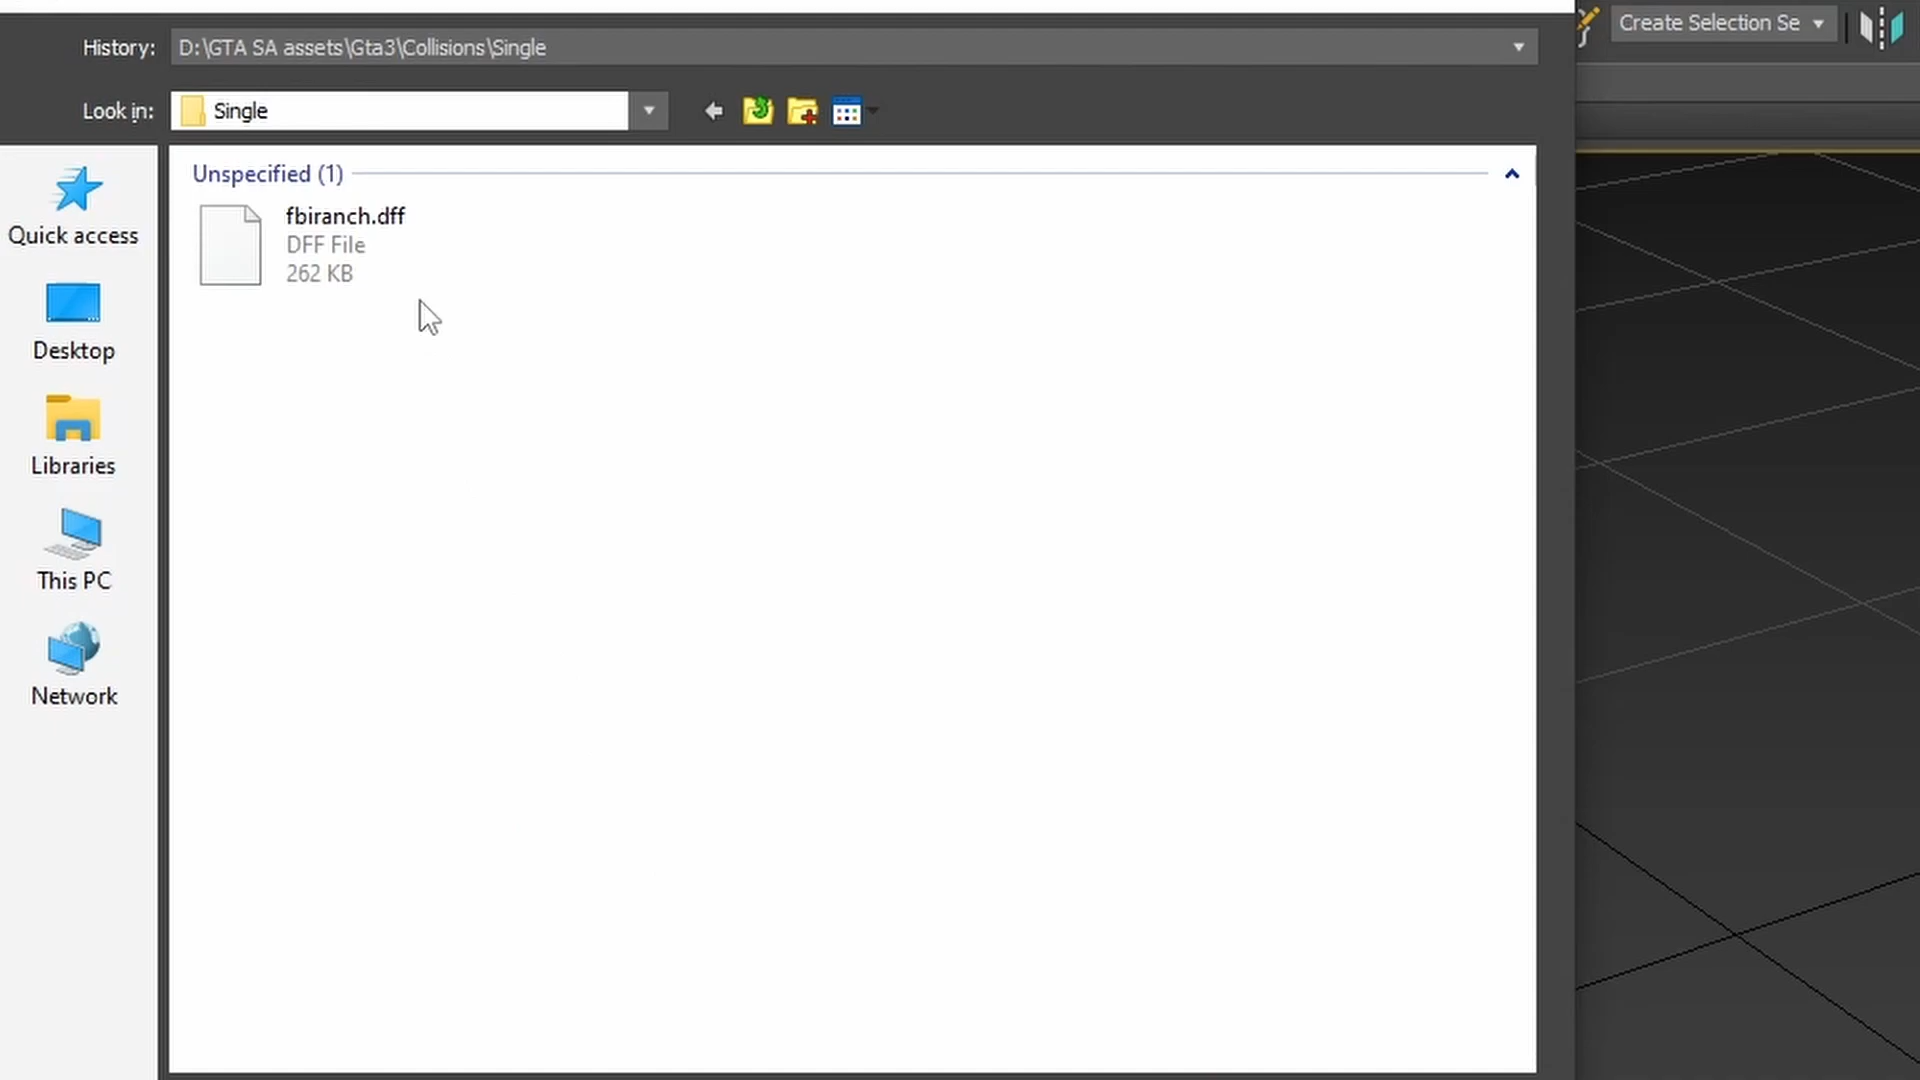 History: D:\GTA SA assets\Gta3\Collisions\Single
Create Selection Se
Look in: Single
Unspecified (1)
fbiranch.dff
DFF File
262 KB
Quick access
Desktop
Libraries
This PC
Network